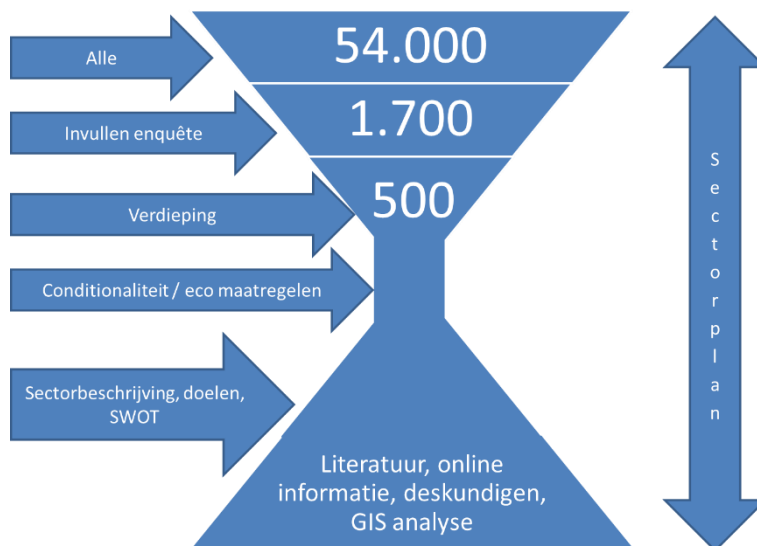 Alle
54.000
Invullen enquête
1.700
Verdieping
500
Conditionaliteit / eco maatregelen
Sectorbeschrijving, doelen,
SWOT
Literatuur, online
informatie, deskundigen,
GIS analyse
Sectorplan